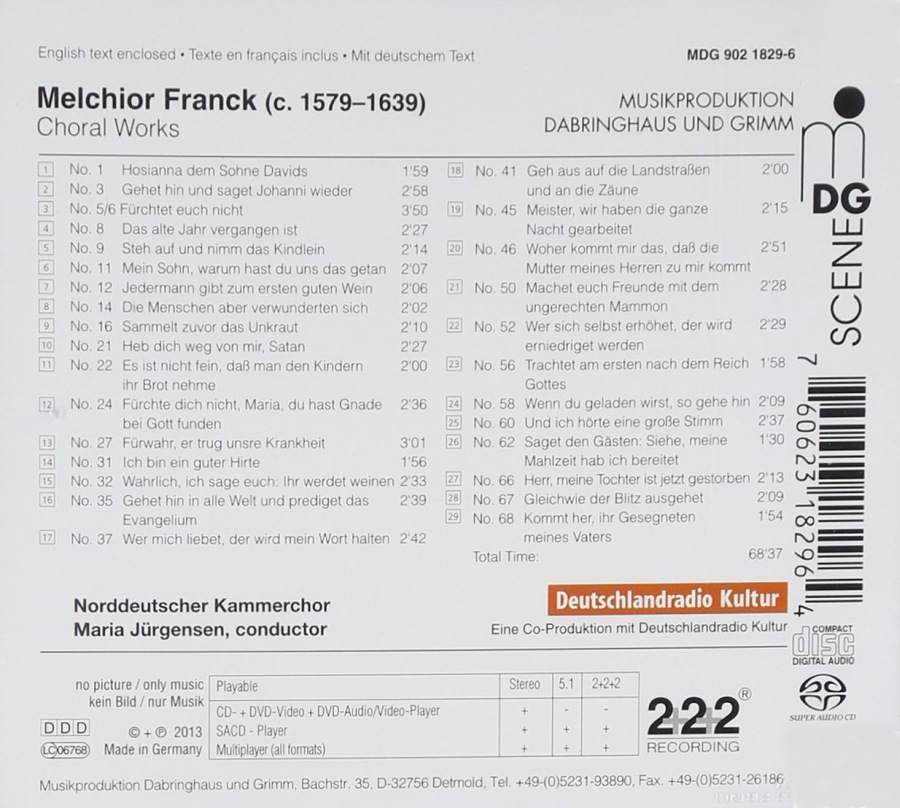 English text enclosed • Texte en français inclus • Mit deutschem Text
MDG 902 1829-6
Melchior Franck (c. 1579–1639)
Choral Works
MUSIKPRODUKTION
DABRINGHAUS UND GRIMM
1 No. 1 Hosianna dem Sohne Davids 1'59
2 No. 3 Gehet hin und saget Johanni wieder 2'58
3 No. 5/6 Fürchtet euch nicht 3'50
4 No. 8 Das alte Jahr vergangen ist 2'27
5 No. 9 Steh auf und nimm das Kindlein 2'14
6 No. 11 Mein Sohn, warum hast du uns das getan 2'07
7 No. 12 Jedermann gibt zum ersten guten Wein 2'06
8 No. 14 Die Menschen aber verwunderten sich 2'02
9 No. 16 Sammelt zuvor das Unkraut 2'10
10 No. 21 Heb dich weg von mir, Satan 2'27
11 No. 22 Es ist nicht fein, daß man den Kindern 2'00
ihr Brot nehme
12 No. 24 Fürchte dich nicht, Maria, du hast Gnade 2'36
bei Gott funden
13 No. 27 Fürwahr, er trug unsre Krankheit 3'01
14 No. 31 Ich bin ein guter Hirte 1'56
15 No. 32 Wahrlich, ich sage euch: Ihr werdet weinen 2'33
16 No. 35 Gehet hin in alle Welt und prediget das 2'39
Evangelium
17 No. 37 Wer mich liebet, der wird mein Wort halten 2'42
18 No. 41 Geh aus auf die Landstraßen 2'00
und an die Zäune
19 No. 45 Meister, wir haben die ganze 2'15
Nacht gearbeitet
20 No. 46 Woher kommt mir das, daß die 2'51
Mutter meines Herren zu mir kommt
21 No. 50 Machet euch Freunde mit dem 2'28
ungerechten Mammon
22 No. 52 Wer sich selbst erhöhet, der wird 2'29
erniedriget werden
23 No. 56 Trachtet am ersten nach dem Reich 1'58
Gottes
24 No. 58 Wenn du geladen wirst, so gehe hin 2'09
25 No. 60 Und ich hörte eine große Stimm 2'37
26 No. 62 Saget den Gästen: Siehe, meine 1'30
Mahlzeit hab ich bereitet
27 No. 66 Herr, meine Tochter ist jetzt gestorben 2'13
28 No. 67 Gleichwie der Blitz ausgehet 2'09
29 No. 68 Kommt her, ihr Gesegneten 1'54
meines Vaters
Total Time: 68'37
DG
SCENE
7 60623 18296 4
Norddeutscher Kammerchor
Maria Jürgensen, conductor
Deutschlandradio Kultur
Eine Co-Produktion mit Deutschlandradio Kultur
COMPACT
disc
DIGITAL AUDIO
SUPER AUDIO CD
no picture / only music
kein Bild / nur Musik
DDD
© + ℗ 2013
LC06768
Made in Germany
Playable Stereo 5.1 2+2+2
CD- + DVD-Video + DVD-Audio/Video-Player + - -
SACD - Player + + +
Multiplayer (all formats) + + +
2+2+2®
RECORDING
Musikproduktion Dabringhaus und Grimm, Bachstr. 35, D-32756 Detmold, Tel. +49-(0)5231-93890, Fax. +49-(0)5231-26186